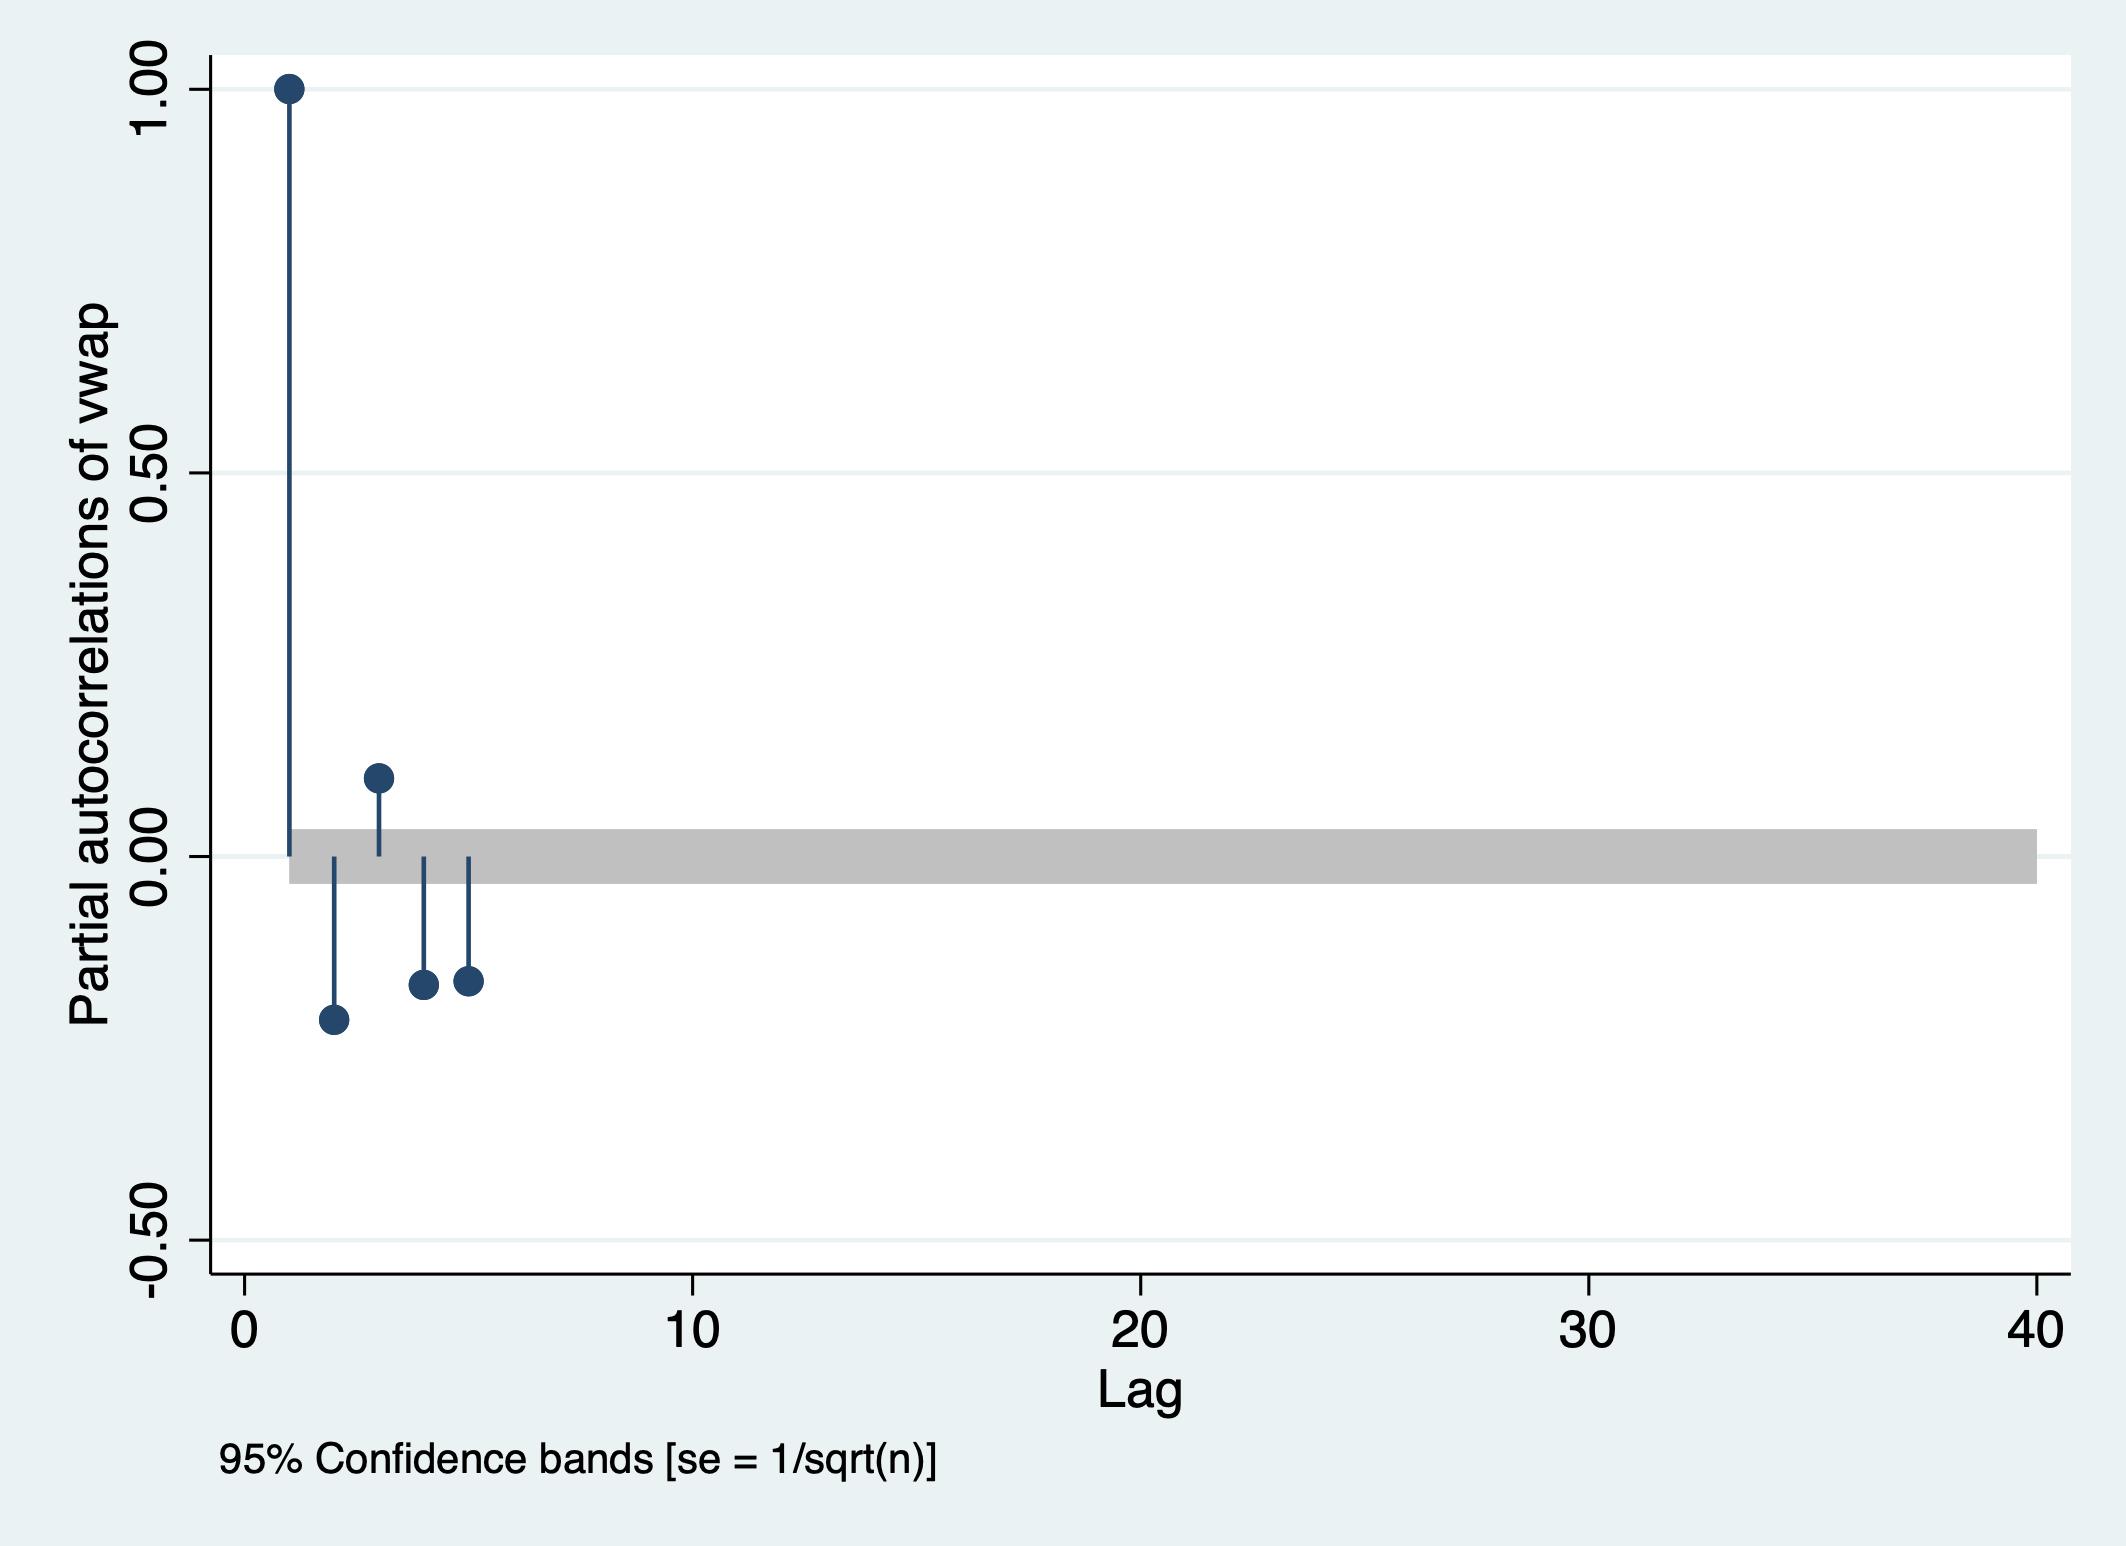 Partial autocorrelations of vwap
1.00
0.50
0.00
-0.50
0 10 20 30 40
Lag
95% Confidence bands [se = 1/sqrt(n)]